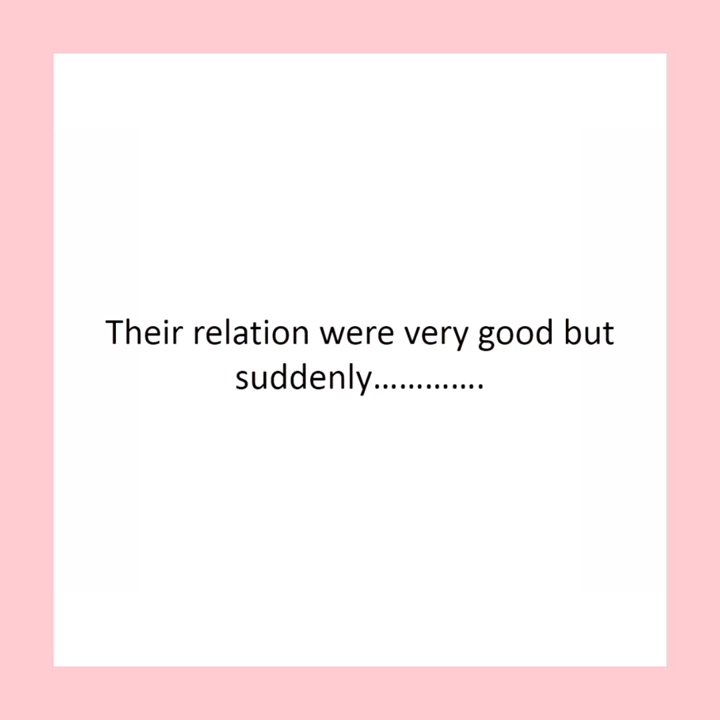 Their relation were very good but
suddenly………….